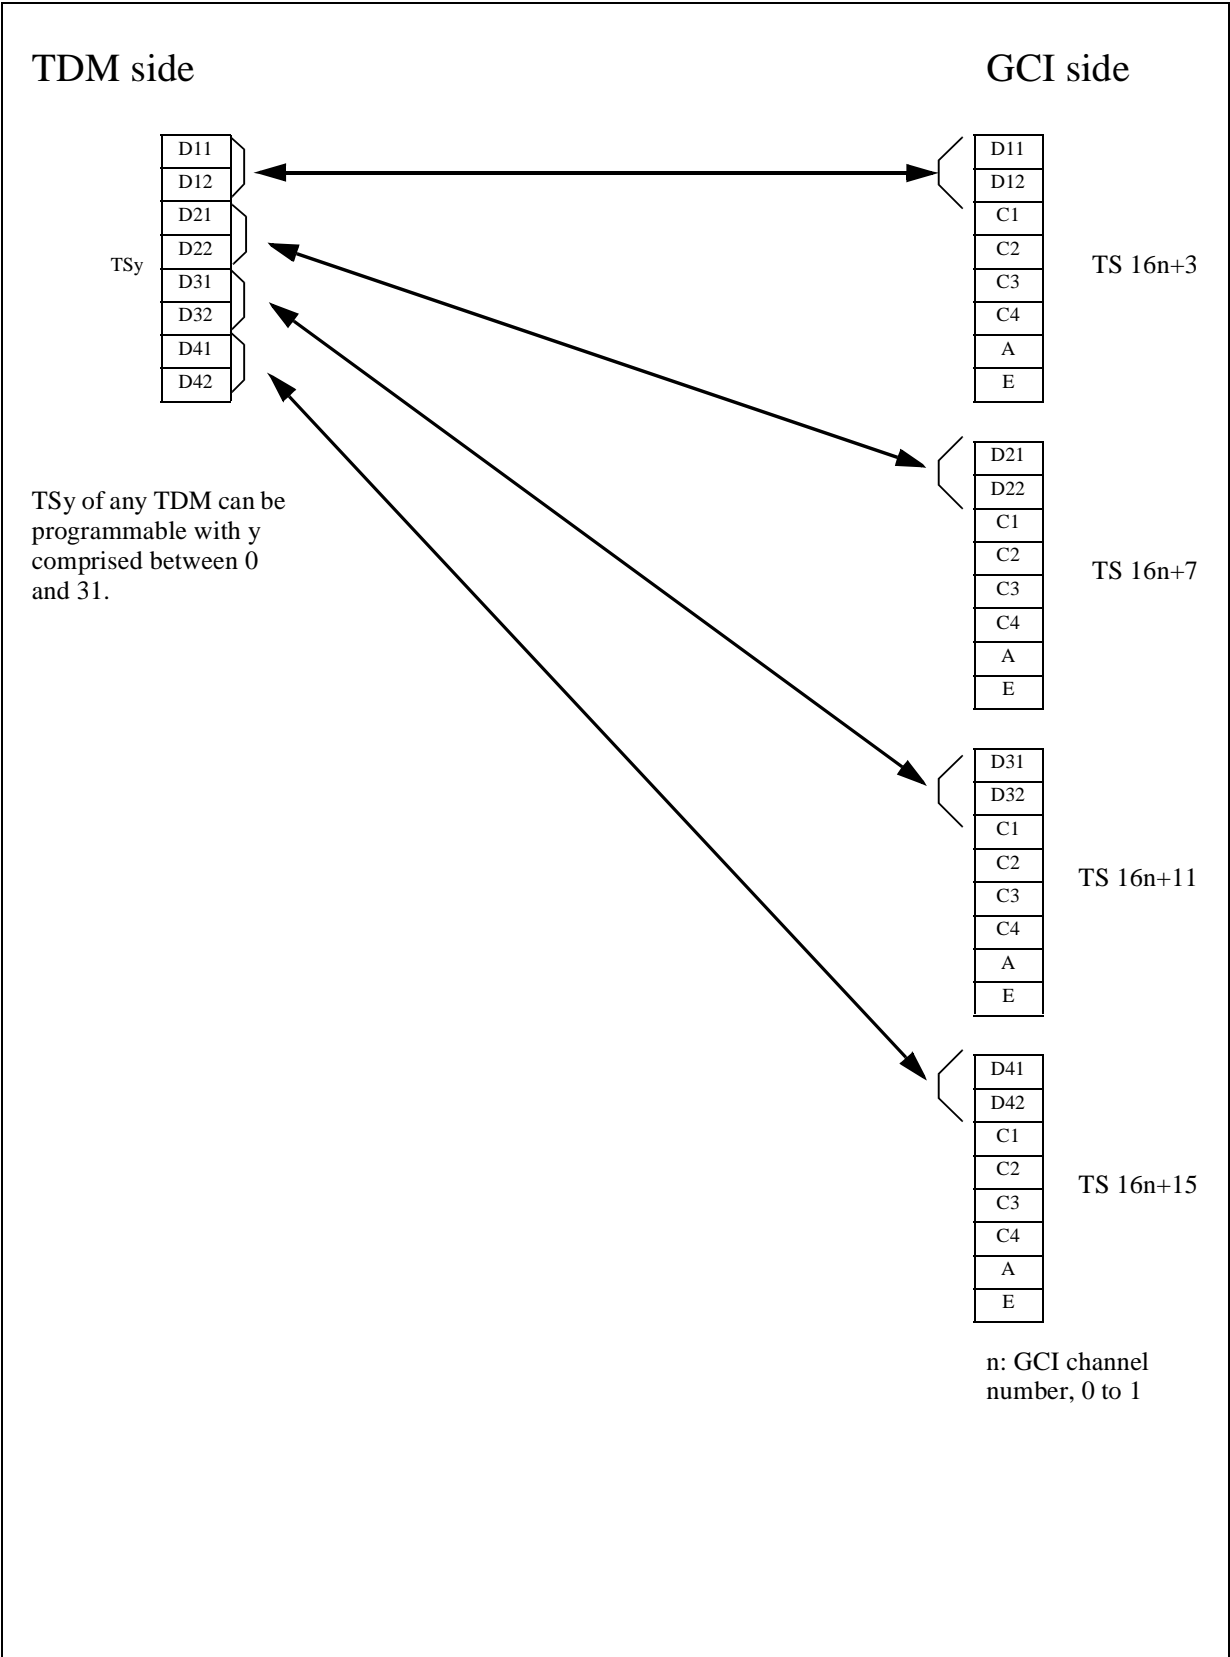 TDM side
GCI side
D11
D12
D21
D22
D31
D32
D41
D42
TSy
TSy of any TDM can be
programmable with y
comprised between 0
and 31.
D11
D12
C1
C2
C3
C4
A
E
TS 16n+3
D21
D22
C1
C2
C3
C4
A
E
TS 16n+7
D31
D32
C1
C2
C3
C4
A
E
TS 16n+11
D41
D42
C1
C2
C3
C4
A
E
TS 16n+15
n: GCI channel
number, 0 to 1